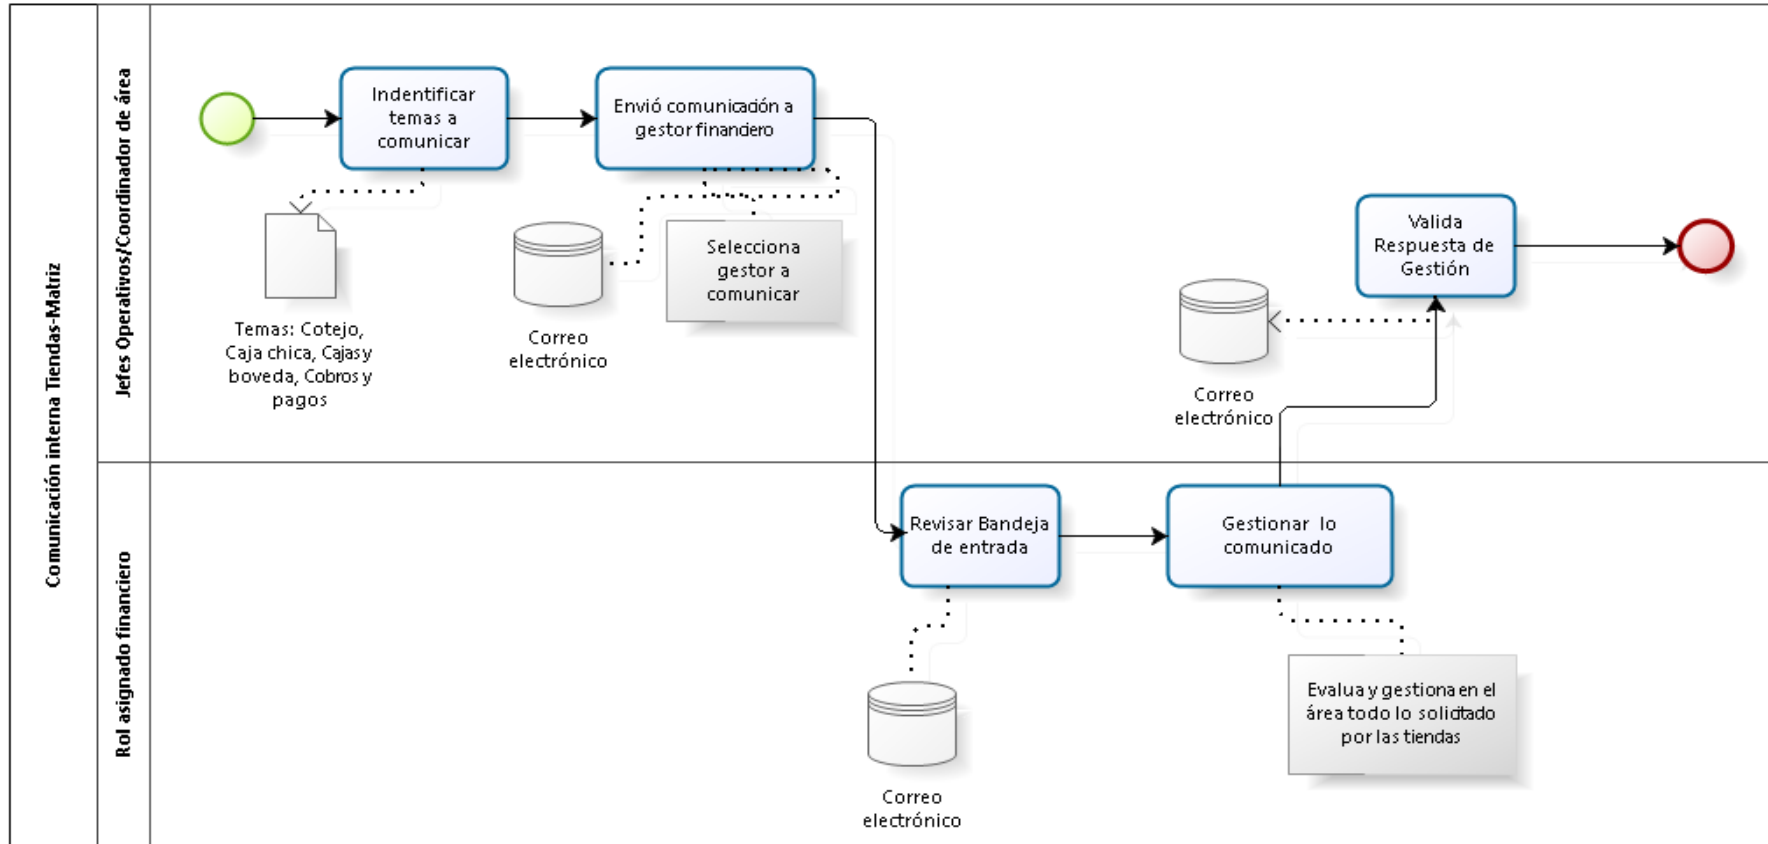 Comunicación interna Tiendas-Matriz
Jefes Operativos/Coordinador de área
Indentificar
temas a
comunicar
Envió comunicación a
gestor financiero
Temas: Cotejo,
Caja chica, Cajas y
boveda, Cobros y
pagos
Correo
electrónico
Selecciona
gestor a
comunicar
Valida
Respuesta de
Gestión
Correo
electrónico
Rol asignado financiero
Revisar Bandeja
de entrada
Gestionar lo
comunicado
Correo
electrónico
Evalua y gestiona en el
área todo lo solicitado
por las tiendas